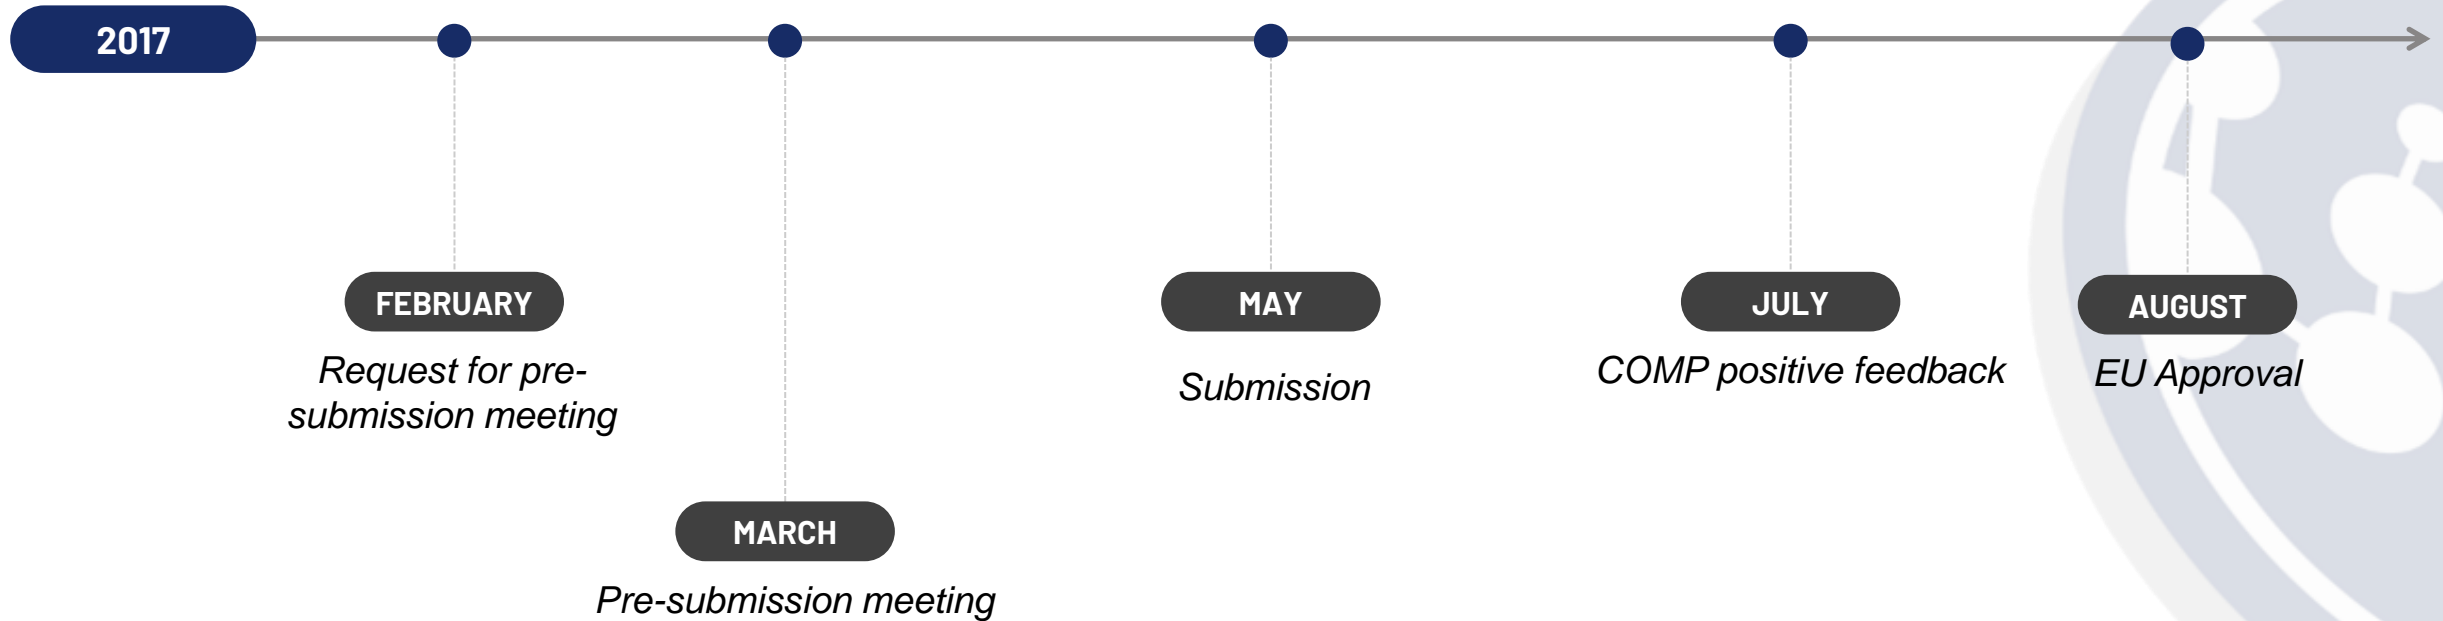 2017
FEBRUARY
Request for pre-
submission meeting
MARCH
Pre-submission meeting
MAY
Submission
JULY
COMP positive feedback
AUGUST
EU Approval